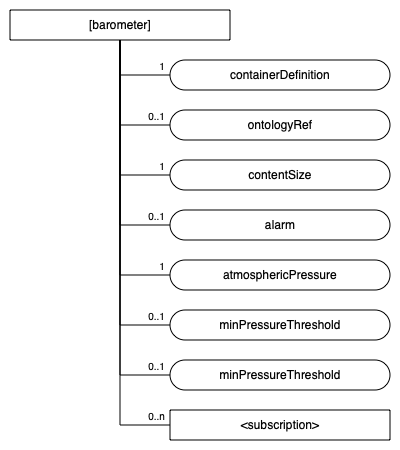 [barometer]
1
containerDefinition
0..1
ontologyRef
1
contentSize
0..1
alarm
1
atmosphericPressure
0..1
minPressureThreshold
0..1
minPressureThreshold
0..n
<subscription>